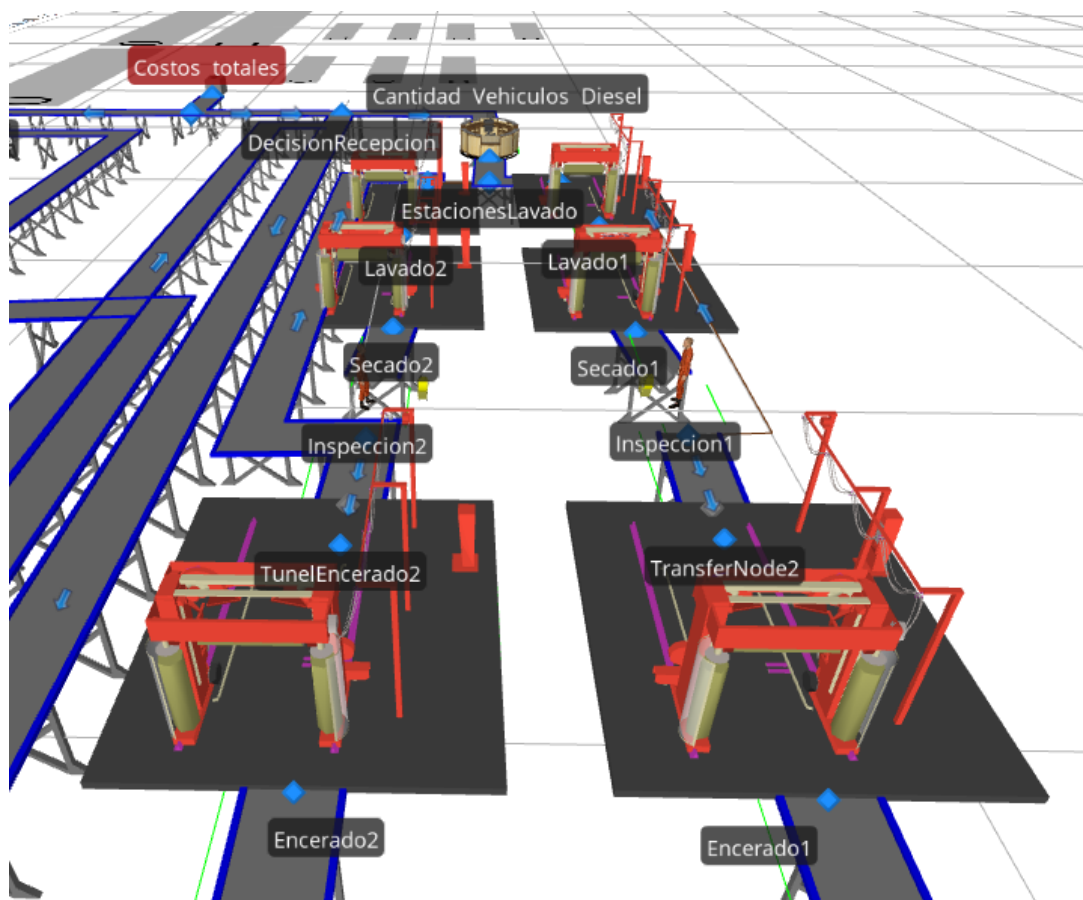 Costos totales
Cantidad Vehiculos Diesel
DecisionRecepcion
EstacionesLavado
Lavado2
Lavado1
Secado2
Secado1
Inspeccion2
Inspeccion1
TunelEncerado2
TransferNode2
Encerado2
Encerado1